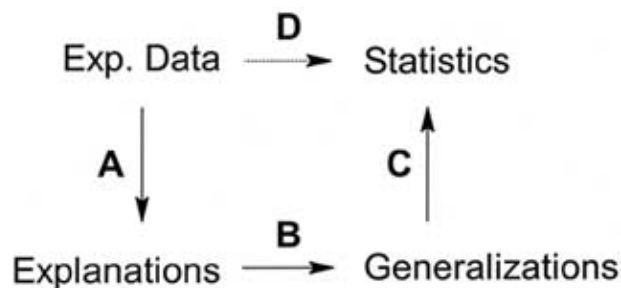 D
Exp. Data Statistics
A C
B
Explanations Generalizations